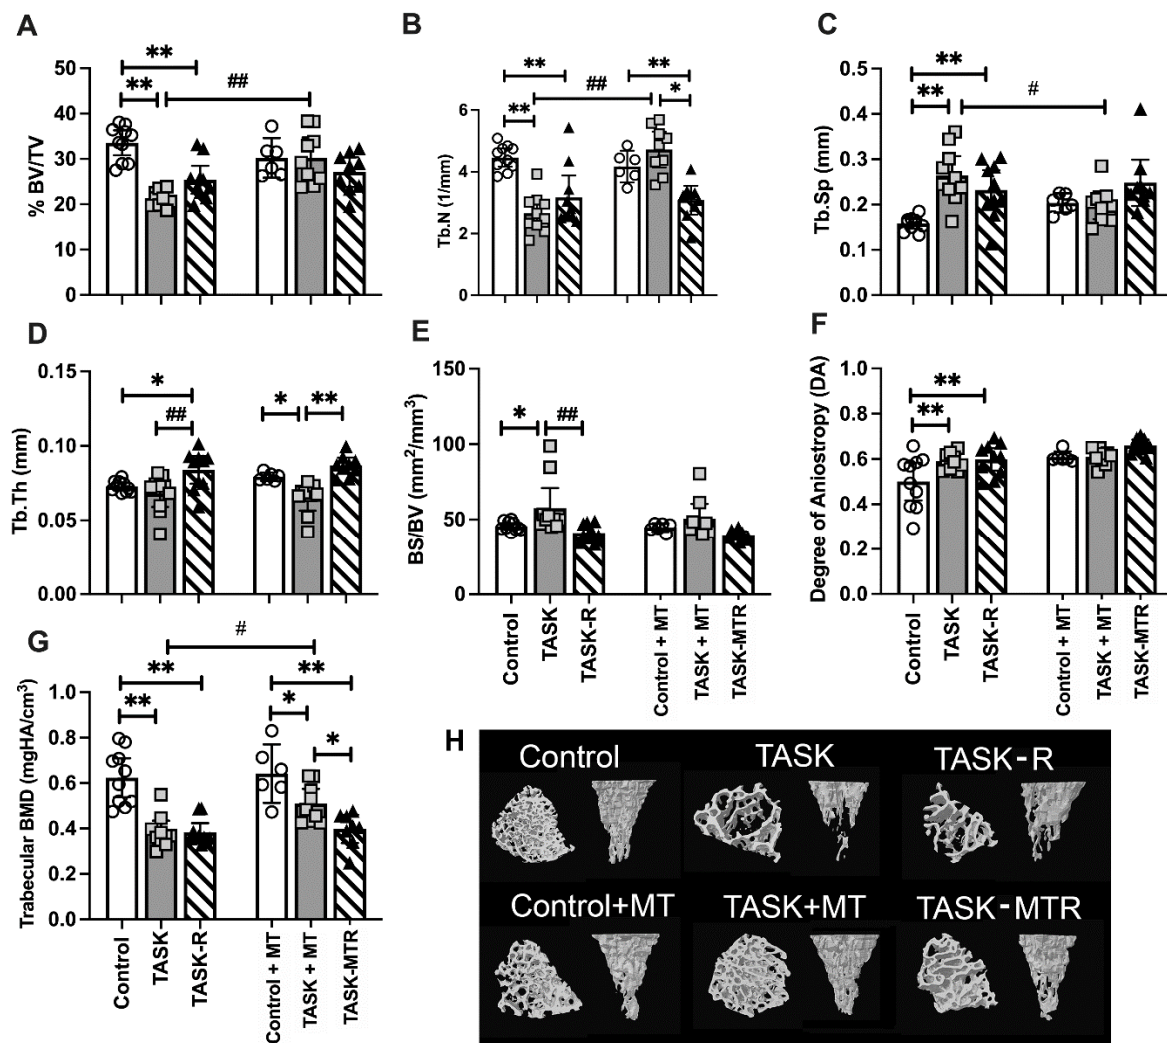 A
**
**
##
% BV/TV
50
40
30
20
10
0
B
**
**
##
**
*
Tb.N (1/mm)
6
4
2
0
C
**
**
#
Tb.Sp (mm)
0.5
0.4
0.3
0.2
0.1
0.0
D
*
##
*
**
Tb.Th (mm)
0.15
0.10
0.05
0.00
E
*
##
BS/BV (mm²/mm³)
150
100
50
0
Control
TASK
TASK-R
Control + MT
TASK + MT
TASK-MTR
F
**
**
Degree of Aniostropy (DA)
1.0
0.8
0.6
0.4
0.2
0.0
Control
TASK
TASK-R
Control + MT
TASK + MT
TASK-MTR
G
#
**
**
**
*
*
Trabecular BMD (mgHA/cm³)
1.0
0.8
0.6
0.4
0.2
0.0
Control
TASK
TASK-R
Control + MT
TASK + MT
TASK-MTR
H
Control
TASK
TASK-R
Control+MT
TASK+MT
TASK-MTR